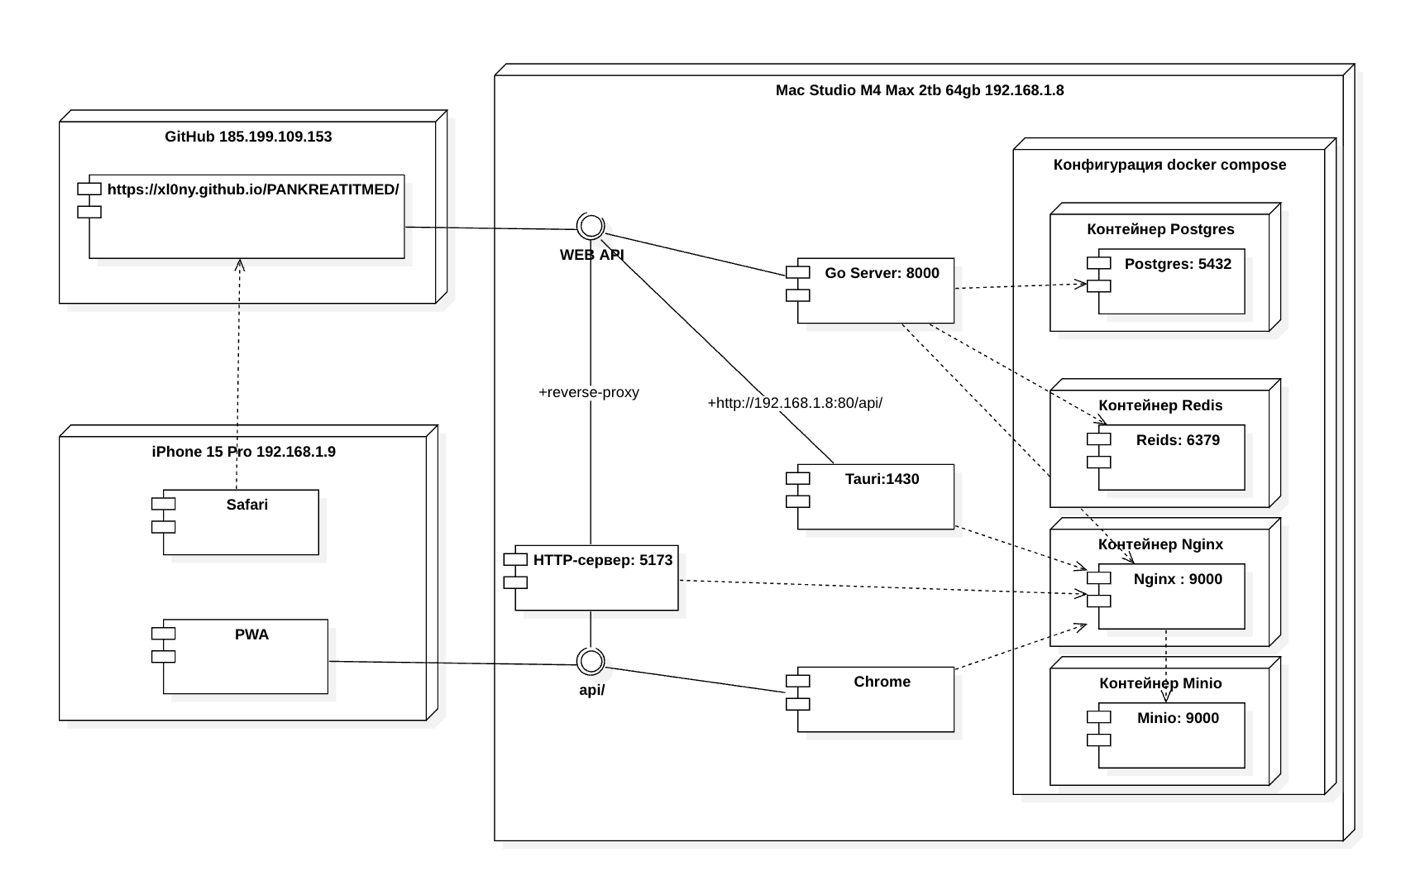 Mac Studio M4 Max 2tb 64gb 192.168.1.8
GitHub 185.199.109.153
https://xl0ny.github.io/PANKREATITMED/
Конфигурация docker compose
Контейнер Postgres
Postgres: 5432
WEB API
Go Server: 8000
+reverse-proxy
+http://192.168.1.8:80/api/
Контейнер Redis
Reids: 6379
iPhone 15 Pro 192.168.1.9
Safari
Tauri:1430
HTTP-сервер: 5173
Контейнер Nginx
Nginx : 9000
PWA
api/
Chrome
Контейнер Minio
Minio: 9000